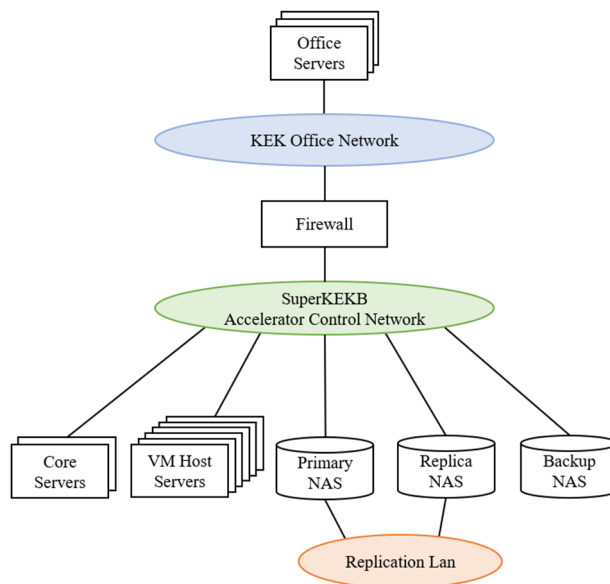 Office
Servers
KEK Office Network
Firewall
SuperKEKB
Accelerator Control Network
Core
Servers
VM Host
Servers
Primary
NAS
Replica
NAS
Backup
NAS
Replication Lan